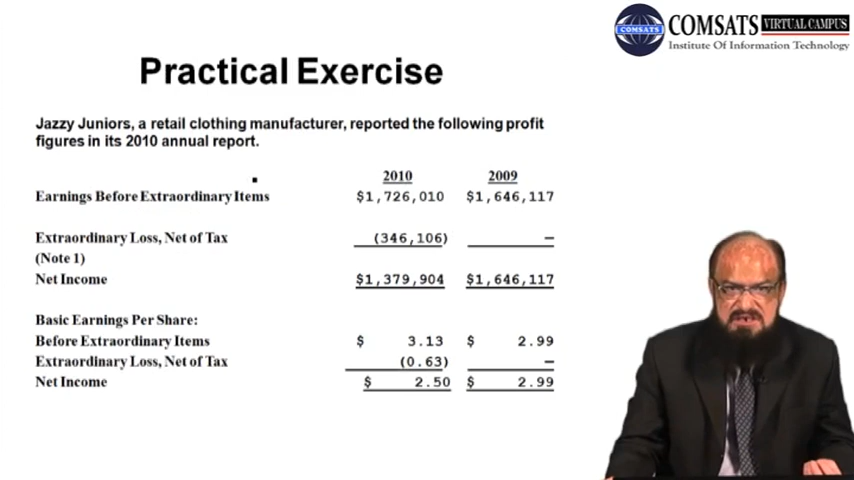 COMSATS
COMSATS VIRTUAL CAMPUS
Institute Of Information Technology
Practical Exercise
Jazzy Juniors, a retail clothing manufacturer, reported the following profit
figures in its 2010 annual report.
2010 2009
Earnings Before Extraordinary Items $1,726,010 $1,646,117
Extraordinary Loss, Net of Tax (346,106) –
(Note 1)
Net Income $1,379,904 $1,646,117
Basic Earnings Per Share:
Before Extraordinary Items $ 3.13 $ 2.99
Extraordinary Loss, Net of Tax (0.63) –
Net Income $ 2.50 $ 2.99